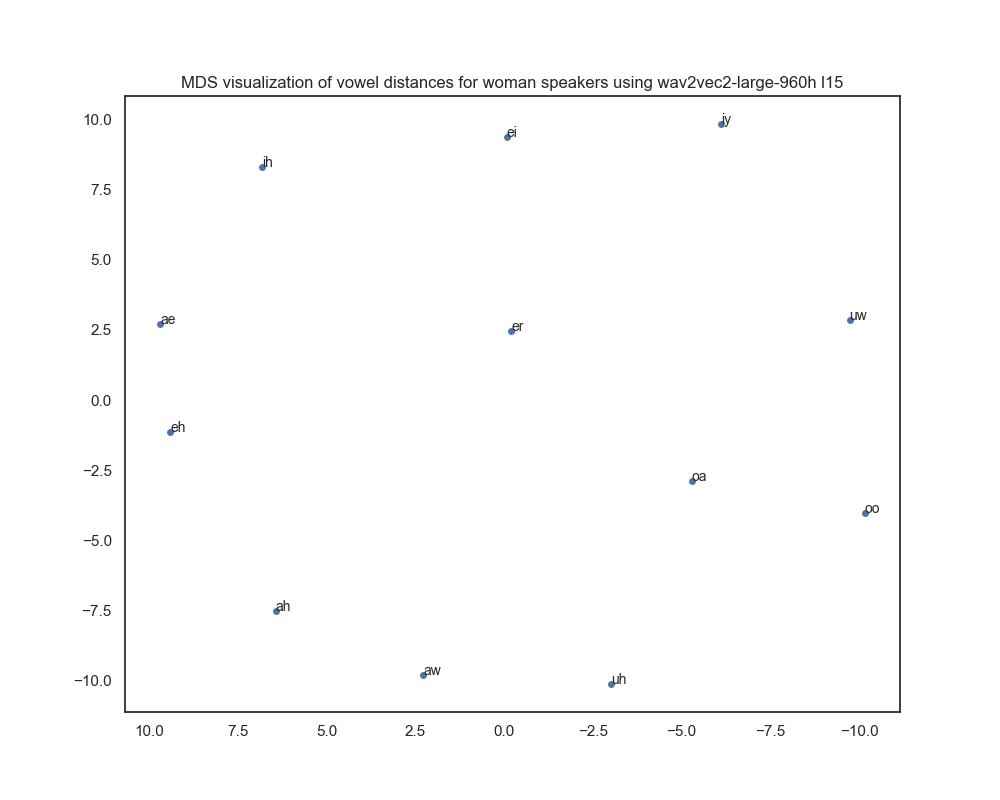 MDS visualization of vowel distances for woman speakers using wav2vec2-large-960h l15
10.0
7.5
5.0
2.5
0.0
−2.5
−5.0
−7.5
−10.0
iy
ei
ih
uw
ae
er
eh
oa
oo
ah
aw
uh
10.0
7.5
5.0
2.5
0.0
−2.5
−5.0
−7.5
−10.0